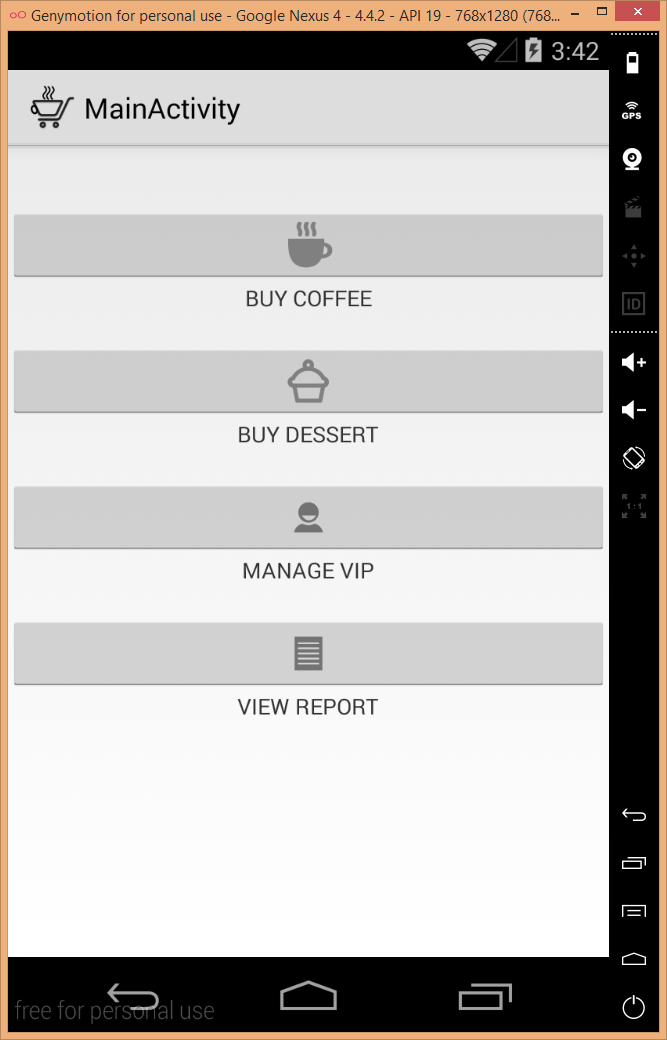 Genymotion for personal use - Google Nexus 4 - 4.4.2 - API 19 - 768x1280 (768...
3:42
MainActivity
GPS
BUY COFFEE
ID
BUY DESSERT
1:1
MANAGE VIP
VIEW REPORT
free for personal use